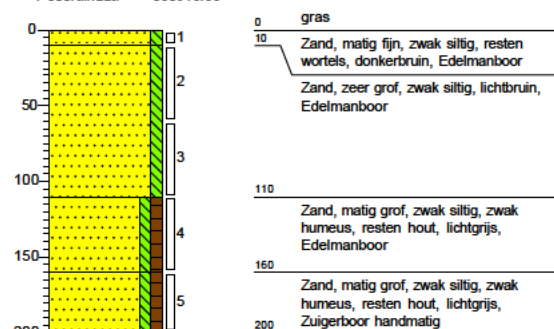 0
1
2
50
3
100
4
150
5
200
0
gras
10
Zand, matig fijn, zwak siltig, resten
wortels, donkerbruin, Edelmanboor
Zand, zeer grof, zwak siltig, lichtbruin,
Edelmanboor
110
Zand, matig grof, zwak siltig, zwak
humeus, resten hout, lichtgrijs,
Edelmanboor
160
Zand, matig grof, zwak siltig, zwak
humeus, resten hout, lichtgrijs,
Zuigerboor handmatig
200